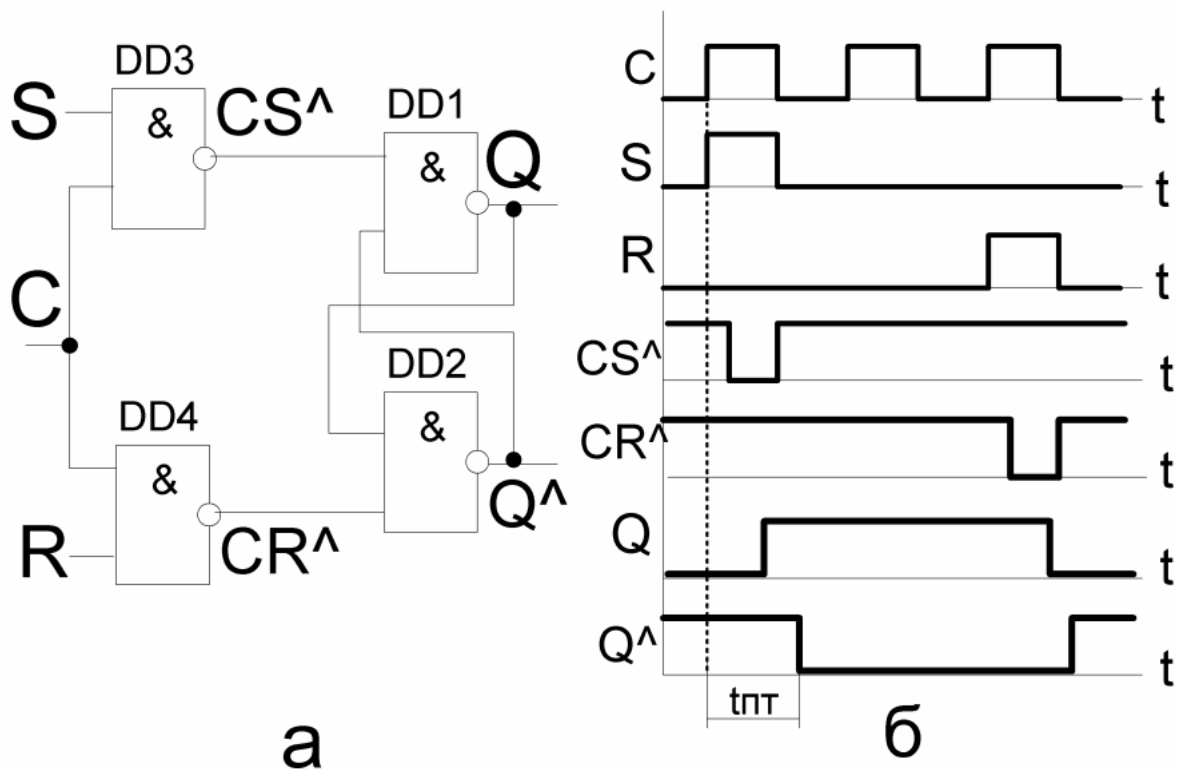 DD3
S
&
CS^
DD1
&
Q
C
DD2
&
Q^
DD4
&
R
CR^
а
C
t
S
t
R
t
CS^
t
CR^
t
Q
t
Q^
t
tпт
б